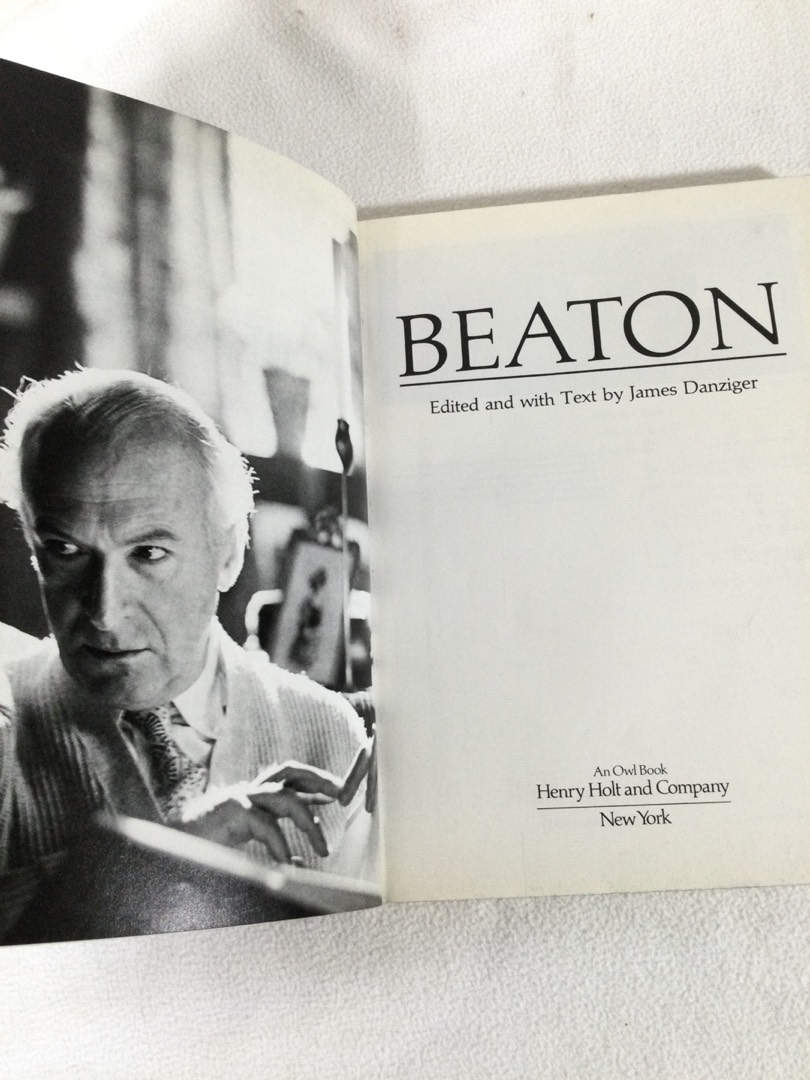 BEATON
Edited and with Text by James Danziger
An Owl Book
Henry Holt and Company
New York